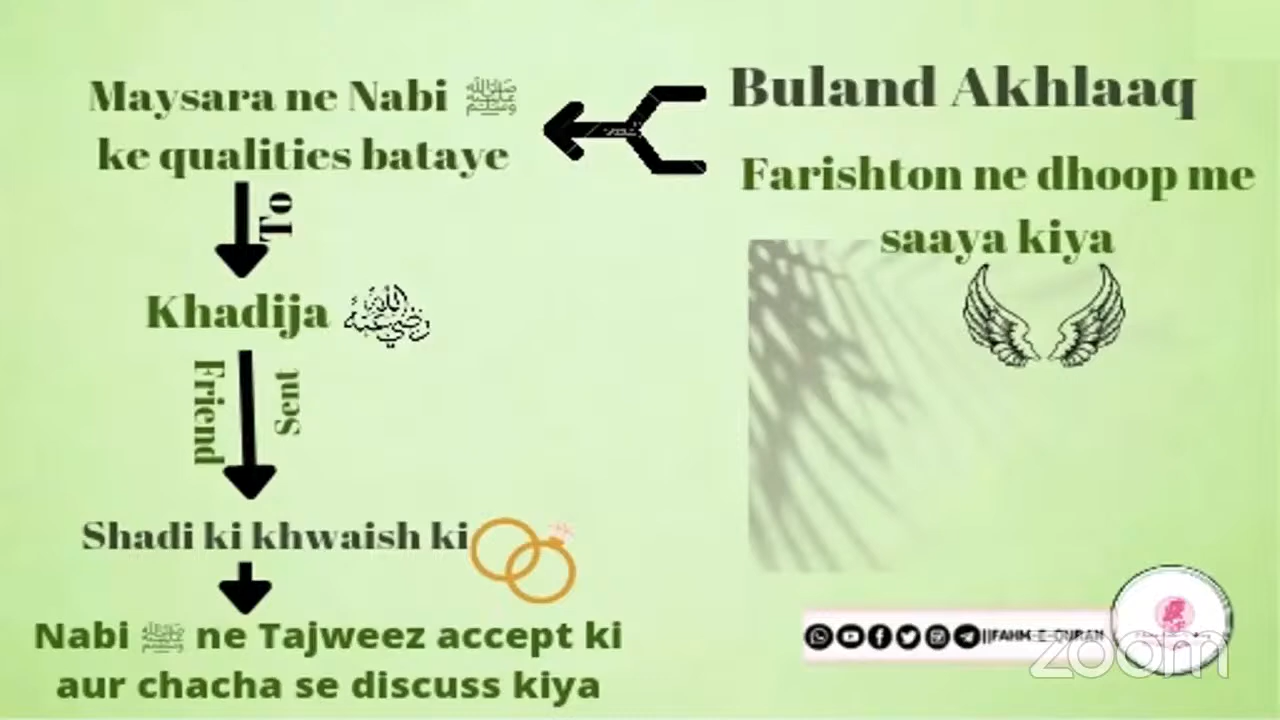 Maysara ne Nabi ﷺ
ke qualities bataye
To
Khadija رضي الله عنه
Friend
Sent
Shadi ki khwaish ki
Nabi ﷺ ne Tajweez accept ki
aur chacha se discuss kiya
Buland Akhlaaq
Farishton ne dhoop me
saaya kiya
||FAHM-E-QURAN
zoom